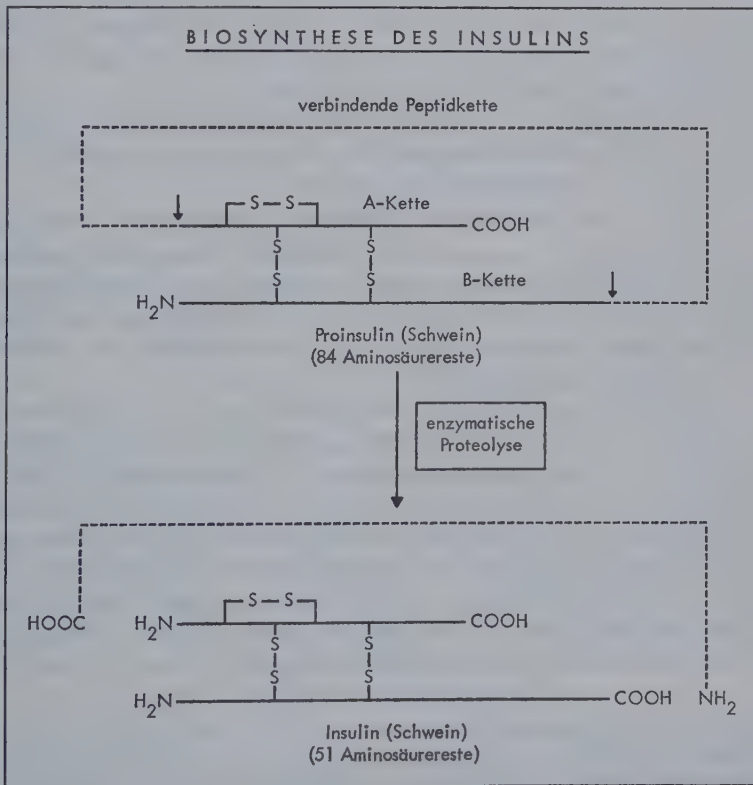 BIOSYNTHESE DES INSULINS
verbindende Peptidkette
S-S
A-Kette
COOH
S
S
S
S
B-Kette
H₂N
Proinsulin (Schwein)
(84 Aminosäurereste)
enzymatische
Proteolyse
S-S
HOOC
H₂N
COOH
S
S
S
S
H₂N
COOH
NH₂
Insulin (Schwein)
(51 Aminosäurereste)